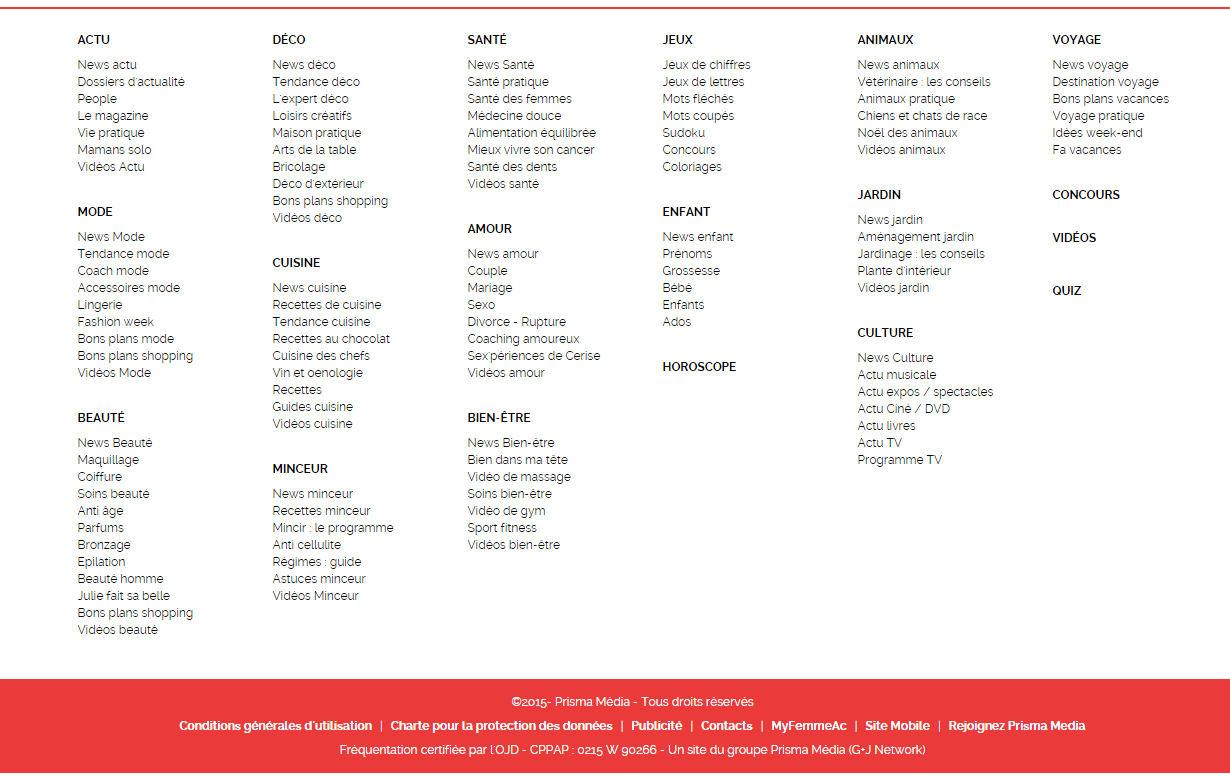 ACTU
News actu
Dossiers d'actualité
People
Le magazine
Vie pratique
Mamans solo
Vidéos Actu
MODE
News Mode
Tendance mode
Coach mode
Accessoires mode
Lingerie
Fashion week
Bons plans mode
Bons plans shopping
Vidéos Mode
BEAUTÉ
News Beauté
Maquillage
Coiffure
Soins beauté
Anti âge
Parfums
Bronzage
Epilation
Beauté homme
Julie fait sa belle
Bons plans shopping
Vidéos beauté
DÉCO
News déco
Tendance déco
L'expert déco
Loisirs créatifs
Maison pratique
Arts de la table
Bricolage
Déco d'extérieur
Bons plans shopping
Vidéos déco
CUISINE
News cuisine
Recettes de cuisine
Tendance cuisine
Recettes au chocolat
Cuisine des chefs
Vin et oenologie
Recettes
Guides cuisine
Vidéos cuisine
MINCEUR
News minceur
Recettes minceur
Mincir : le programme
Anti cellulite
Régimes : guide
Astuces minceur
Vidéos Minceur
SANTÉ
News Santé
Santé pratique
Santé des femmes
Médecine douce
Alimentation équilibrée
Mieux vivre son cancer
Santé des dents
Vidéos santé
AMOUR
News amour
Couple
Mariage
Sexo
Divorce - Rupture
Coaching amoureux
Sex'périences de Cerise
Vidéos amour
BIEN-ÊTRE
News Bien-être
Bien dans ma tête
Vidéo de massage
Soins bien-être
Vidéo de gym
Sport fitness
Vidéos bien-être
JEUX
Jeux de chiffres
Jeux de lettres
Mots fléchés
Mots coupés
Sudoku
Concours
Coloriages
ENFANT
News enfant
Prénoms
Grossesse
Bébé
Enfants
Ados
HOROSCOPE
ANIMAUX
News animaux
Vétérinaire : les conseils
Animaux pratique
Chiens et chats de race
Noël des animaux
Vidéos animaux
JARDIN
News jardin
Aménagement jardin
Jardinage : les conseils
Plante d'intérieur
Vidéos jardin
CULTURE
News Culture
Actu musicale
Actu expos / spectacles
Actu Ciné / DVD
Actu livres
Actu TV
Programme TV
VOYAGE
News voyage
Destination voyage
Bons plans vacances
Voyage pratique
Idées week-end
Fa vacances
CONCOURS
VIDÉOS
QUIZ
©2015- Prisma Média - Tous droits réservés
Conditions générales d'utilisation | Charte pour la protection des données | Publicité | Contacts | MyFemmeAc | Site Mobile | Rejoignez Prisma Media
Fréquentation certifiée par l'OJD - CPPAP : 0215 W 90266 - Un site du groupe Prisma Média (G+J Network)